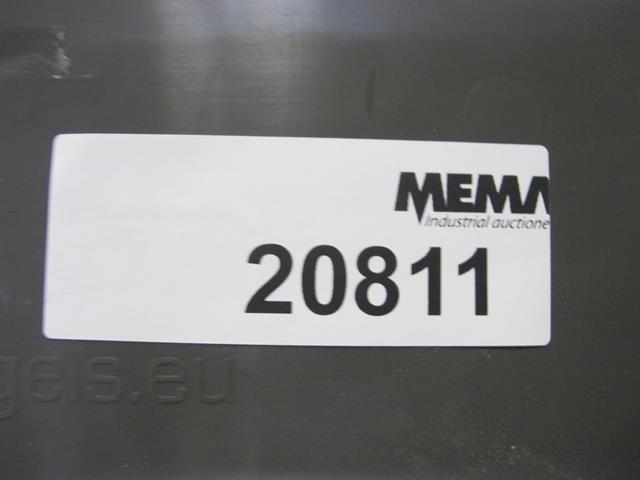 MEMA
Industrial auctione
20811
gels.eu